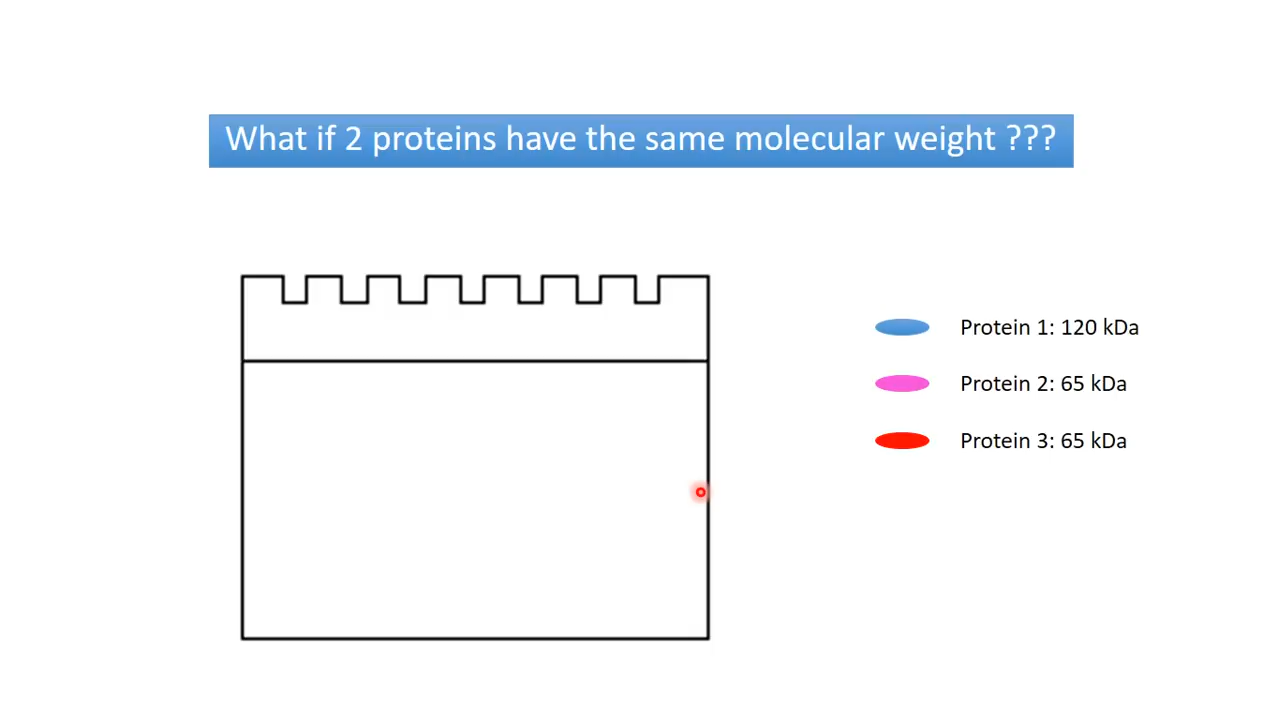 What if 2 proteins have the same molecular weight ???
Protein 1: 120 kDa
Protein 2: 65 kDa
Protein 3: 65 kDa